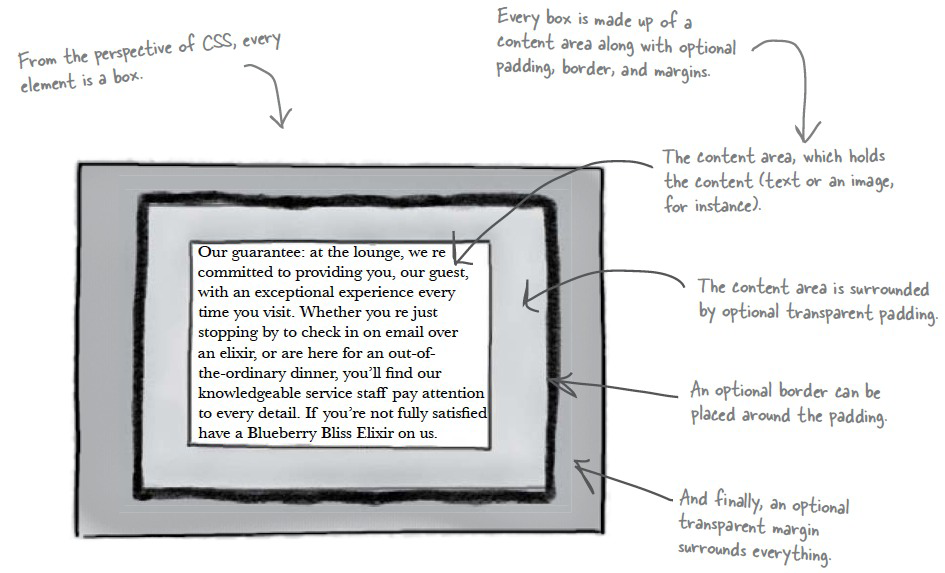 From the perspective of CSS, every
element is a box.
Every box is made up of a
content area along with optional
padding, border, and margins.
The content area, which holds
the content (text or an image,
for instance).
Our guarantee: at the lounge, we re
committed to providing you, our guest,
with an exceptional experience every
time you visit. Whether you re just
stopping by to check in on email over
an elixir, or are here for an out-of-
the-ordinary dinner, you'll find our
knowledgeable service staff pay attention
to every detail. If you're not fully satisfied
have a Blueberry Bliss Elixir on us.
The content area is surrounded
by optional transparent padding.
An optional border can be
placed around the padding.
And finally, an optional
transparent margin
surrounds everything.